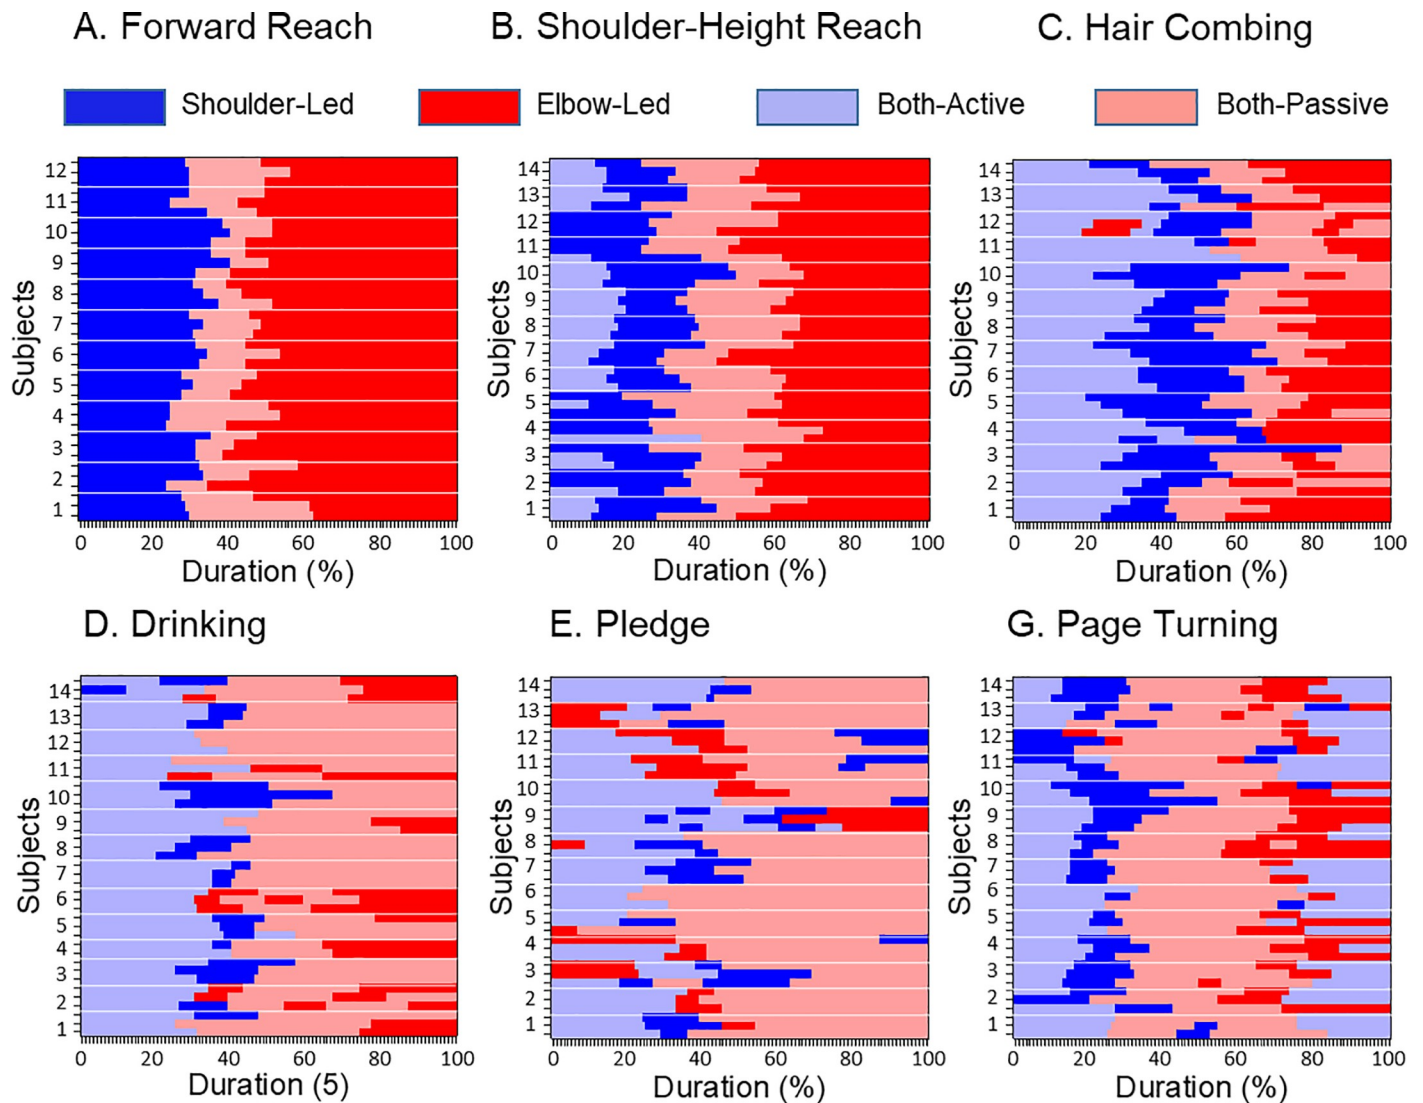 A. Forward Reach
B. Shoulder-Height Reach
C. Hair Combing
Shoulder-Led
Elbow-Led
Both-Active
Both-Passive
Subjects
12
11
10
9
8
7
6
5
4
3
2
1
0 20 40 60 80 100
Duration (%)
Subjects
14
13
12
11
10
9
8
7
6
5
4
3
2
1
0 20 40 60 80 100
Duration (%)
Subjects
14
13
12
11
10
9
8
7
6
5
4
3
2
1
0 20 40 60 80 100
Duration (%)
D. Drinking
E. Pledge
G. Page Turning
Subjects
14
13
12
11
10
9
8
7
6
5
4
3
2
1
0 20 40 60 80 100
Duration (5)
Subjects
14
13
12
11
10
9
8
7
6
5
4
3
2
1
0 20 40 60 80 100
Duration (%)
Subjects
14
13
12
11
10
9
8
7
6
5
4
3
2
1
0 20 40 60 80 100
Duration (%)